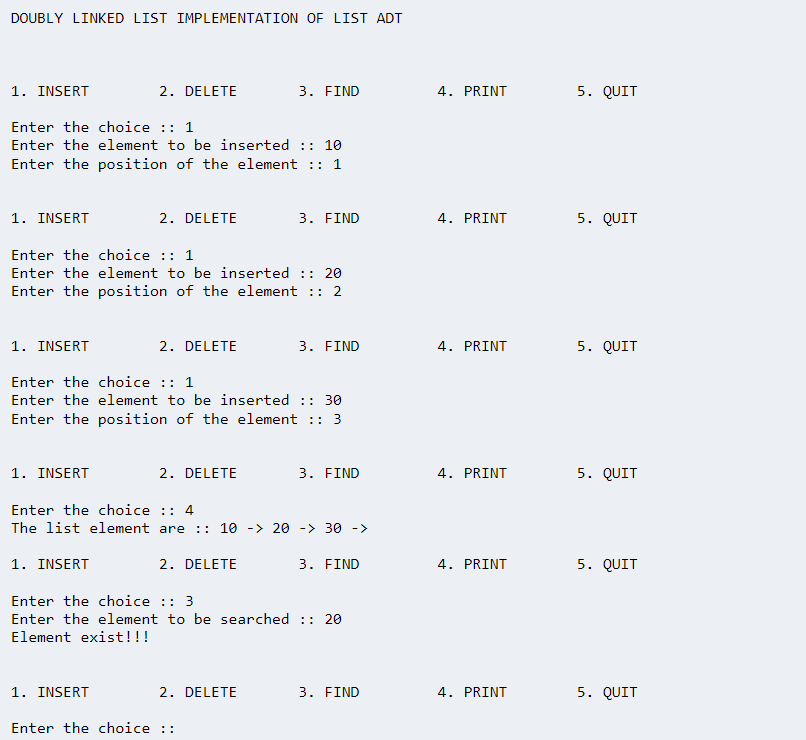 DOUBLY LINKED LIST IMPLEMENTATION OF LIST ADT
1. INSERT 2. DELETE 3. FIND 4. PRINT 5. QUIT
Enter the choice :: 1
Enter the element to be inserted :: 10
Enter the position of the element :: 1
1. INSERT 2. DELETE 3. FIND 4. PRINT 5. QUIT
Enter the choice :: 1
Enter the element to be inserted :: 20
Enter the position of the element :: 2
1. INSERT 2. DELETE 3. FIND 4. PRINT 5. QUIT
Enter the choice :: 1
Enter the element to be inserted :: 30
Enter the position of the element :: 3
1. INSERT 2. DELETE 3. FIND 4. PRINT 5. QUIT
Enter the choice :: 4
The list element are :: 10 -> 20 -> 30 ->
1. INSERT 2. DELETE 3. FIND 4. PRINT 5. QUIT
Enter the choice :: 3
Enter the element to be searched :: 20
Element exist!!!
1. INSERT 2. DELETE 3. FIND 4. PRINT 5. QUIT
Enter the choice ::